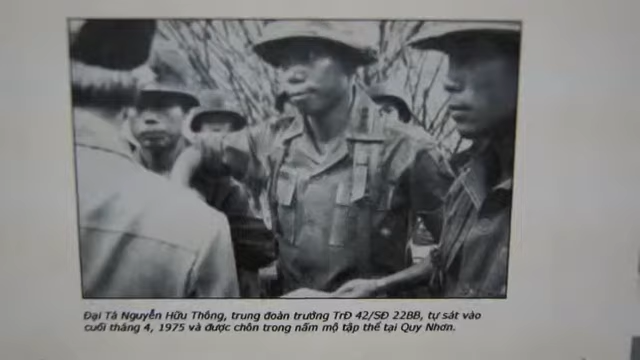 Đại Tá Nguyễn Hữu Thông, trung đoàn trưởng TrĐ 42/SĐ 22BB, tự sát vào
cuối tháng 4, 1975 và được chôn trong nấm mộ tập thể tại Quy Nhơn.